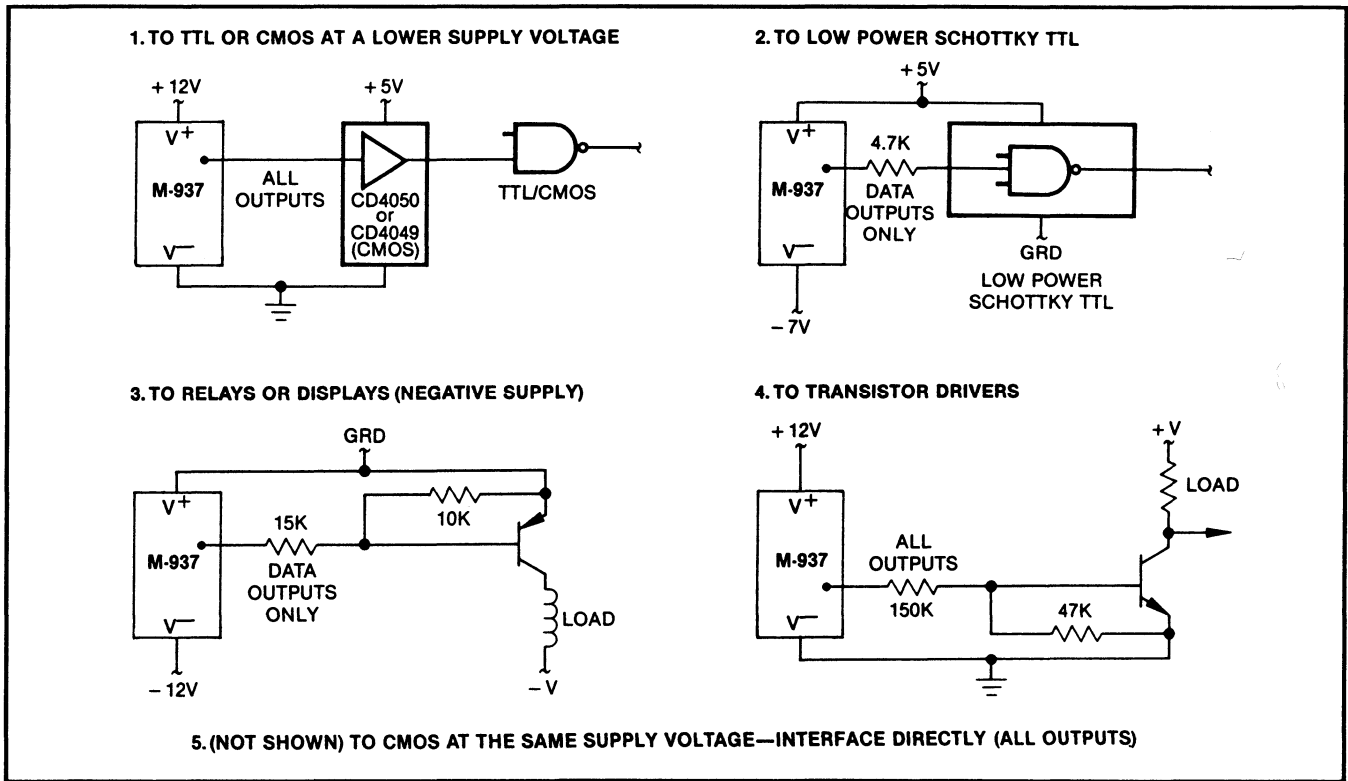 1. TO TTL OR CMOS AT A LOWER SUPPLY VOLTAGE
+ 12V
+ 5V
V+
M-937
V—
ALL
OUTPUTS
CD4050
or
CD4049
(CMOS)
TTL/CMOS
2. TO LOW POWER SCHOTTKY TTL
+ 5V
V+
M-937
V—
4.7K
DATA
OUTPUTS
ONLY
GRD
LOW POWER
SCHOTTKY TTL
– 7V
3. TO RELAYS OR DISPLAYS (NEGATIVE SUPPLY)
GRD
V+
M-937
V—
10K
15K
DATA
OUTPUTS
ONLY
LOAD
– 12V
– V
4. TO TRANSISTOR DRIVERS
+ 12V
+ V
V+
M-937
V—
LOAD
ALL
OUTPUTS
150K
47K
5. (NOT SHOWN) TO CMOS AT THE SAME SUPPLY VOLTAGE—INTERFACE DIRECTLY (ALL OUTPUTS)